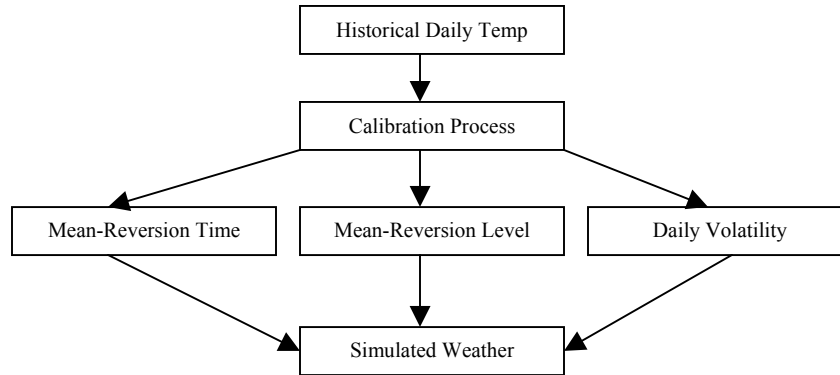 Historical Daily Temp
Calibration Process
Mean-Reversion Time
Mean-Reversion Level
Daily Volatility
Simulated Weather